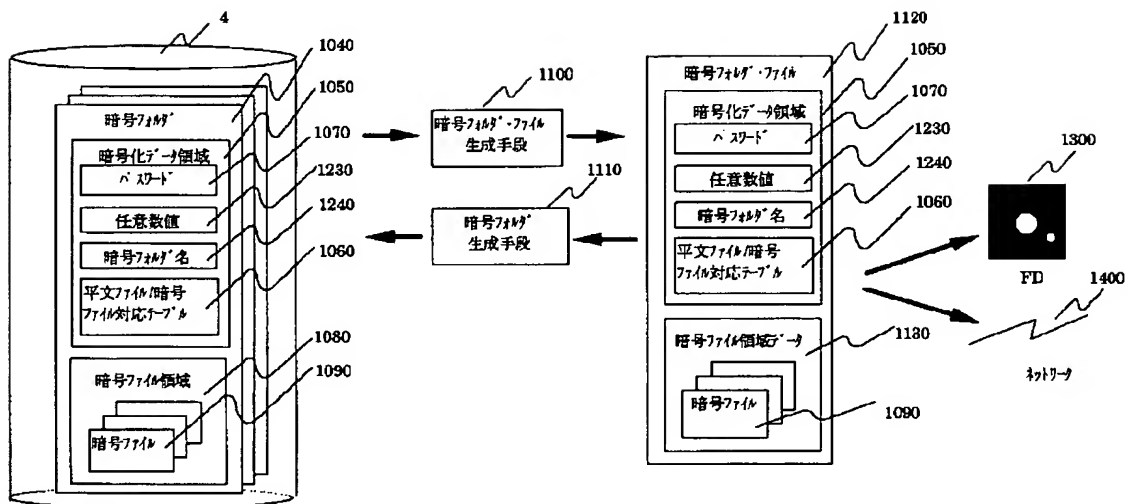 4
1040
1050
1070
1230
1240
1060
1080
1090
暗号フォルダ
暗号化データ領域
パスワード
任意数値
暗号フォルダ名
平文ファイル/暗号
ファイル対応テーブル
暗号ファイル領域
暗号ファイル
1100
暗号フォルダ・ファイル
生成手段
1110
暗号フォルダ
生成手段
1120
1050
1070
1230
1240
1060
暗号フォルダ・ファイル
暗号化データ領域
パスワード
任意数値
暗号フォルダ名
平文ファイル/暗号
ファイル対応テーブル
暗号ファイル領域データ
1130
暗号ファイル
1090
1300
FD
1400
ネットワーク